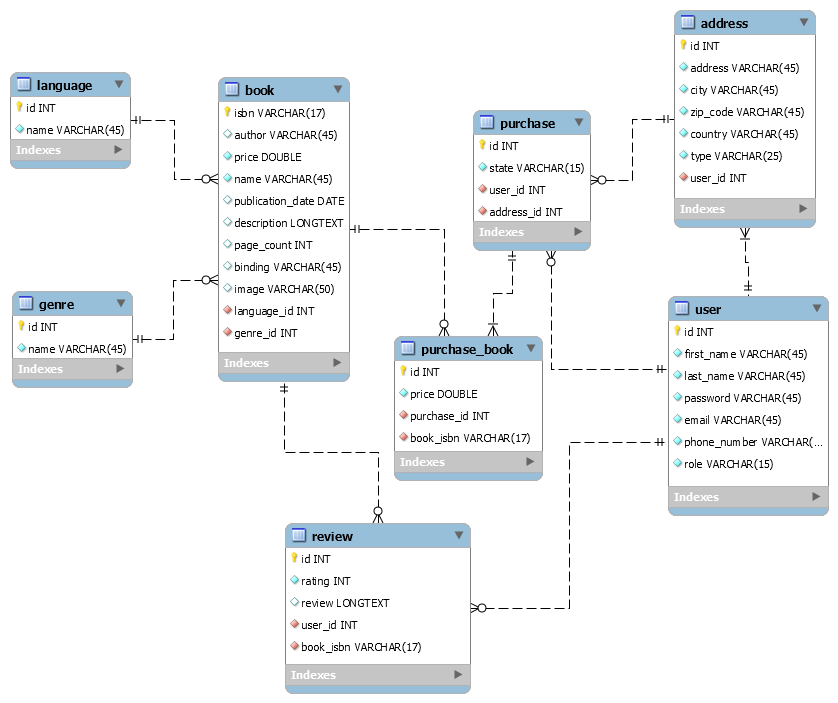 language
id INT
name VARCHAR(45)
Indexes
genre
id INT
name VARCHAR(45)
Indexes
book
isbn VARCHAR(17)
author VARCHAR(45)
price DOUBLE
name VARCHAR(45)
publication_date DATE
description LONGTEXT
page_count INT
binding VARCHAR(45)
image VARCHAR(50)
language_id INT
genre_id INT
Indexes
purchase
id INT
state VARCHAR(15)
user_id INT
address_id INT
Indexes
purchase_book
id INT
price DOUBLE
purchase_id INT
book_isbn VARCHAR(17)
Indexes
address
id INT
address VARCHAR(45)
city VARCHAR(45)
zip_code VARCHAR(45)
country VARCHAR(45)
type VARCHAR(25)
user_id INT
Indexes
user
id INT
first_name VARCHAR(45)
last_name VARCHAR(45)
password VARCHAR(45)
email VARCHAR(45)
phone_number VARCHAR(...
role VARCHAR(15)
Indexes
review
id INT
rating INT
review LONGTEXT
user_id INT
book_isbn VARCHAR(17)
Indexes